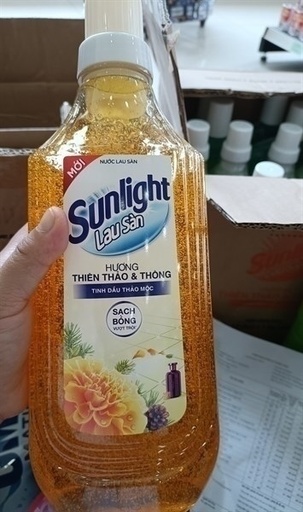 MỚI
NƯỚC LAU SÀN
Sunlight
Lau Sàn
HƯƠNG
THIÊN THẢO & THÔNG
TINH DẦU THẢO MỘC
SẠCH
BÓNG
VƯỢT TRỘI